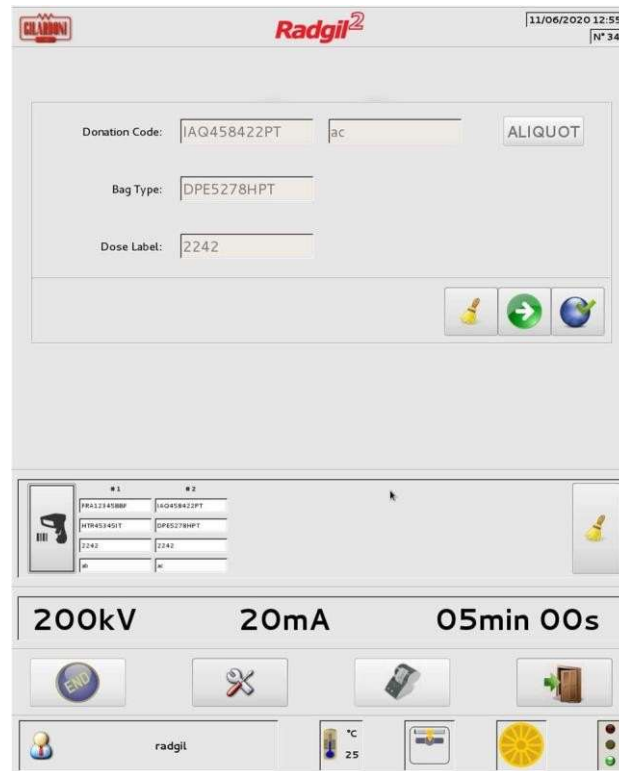 GILARDONI
Radgil2
11/06/2020 12:55
N° 34
Donation Code: IAQ458422PT ac ALIQUOT
Bag Type: DPE5278HPT
Dose Label: 2242
#1 #2
FRA12345BBF IAQ458422PT
HTR45345IT DPE5278HPT
2242 2242
ab ac
200kV 20mA 05min 00s
END
radgil °C
25